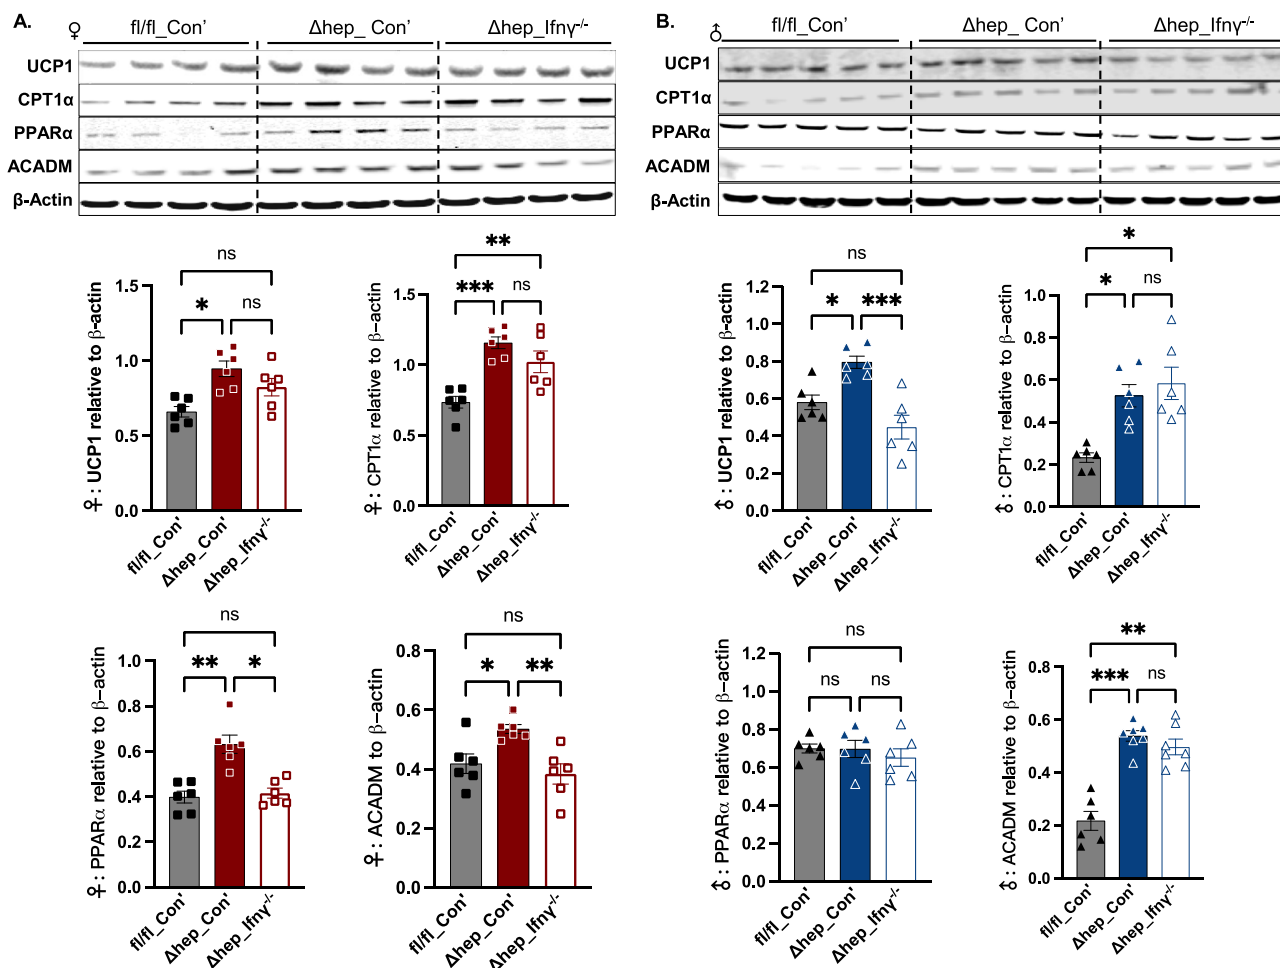 A.
♀ fl/fl_Con' Δhep_ Con' Δhep_Ifnγ-/-
UCP1
CPT1α
PPARα
ACADM
β-Actin
B.
♂ fl/fl_Con' Δhep_ Con' Δhep_Ifnγ-/-
UCP1
CPT1α
PPARα
ACADM
β-Actin
♀ : UCP1 relative to β-actin
1.5
1.0
0.5
0.0
ns
* ns
fl/fl_Con'
Δhep_Con'
Δhep_Ifnγ-/-
♀ : CPT1α relative to β-actin
1.5
1.0
0.5
0.0
**
*** ns
fl/fl_Con'
Δhep_Con'
Δhep_Ifnγ-/-
♂ : UCP1 relative to β-actin
1.2
1.0
0.8
0.6
0.4
0.2
0.0
ns
* ***
fl/fl_Con'
Δhep_Con'
Δhep_Ifnγ-/-
♂ : CPT1α relative to β-actin
1.0
0.8
0.6
0.4
0.2
0.0
*
* ns
fl/fl_Con'
Δhep_Con'
Δhep_Ifnγ-/-
♀ : PPARα relative to β-actin
1.0
0.8
0.6
0.4
0.2
0.0
ns
** *
fl/fl_Con'
Δhep_Con'
Δhep_Ifnγ-/-
♀ : ACADM to β-actin
0.8
0.6
0.4
0.2
0.0
ns
* **
fl/fl_Con'
Δhep_Con'
Δhep_Ifnγ-/-
♂ : PPARα relative to β-actin
1.2
1.0
0.8
0.6
0.4
0.2
0.0
ns
ns ns
fl/fl_Con'
Δhep_Con'
Δhep_Ifnγ-/-
♂ : ACADM relative to β-actin
0.8
0.6
0.4
0.2
0.0
**
*** ns
fl/fl_Con'
Δhep_Con'
Δhep_Ifnγ-/-